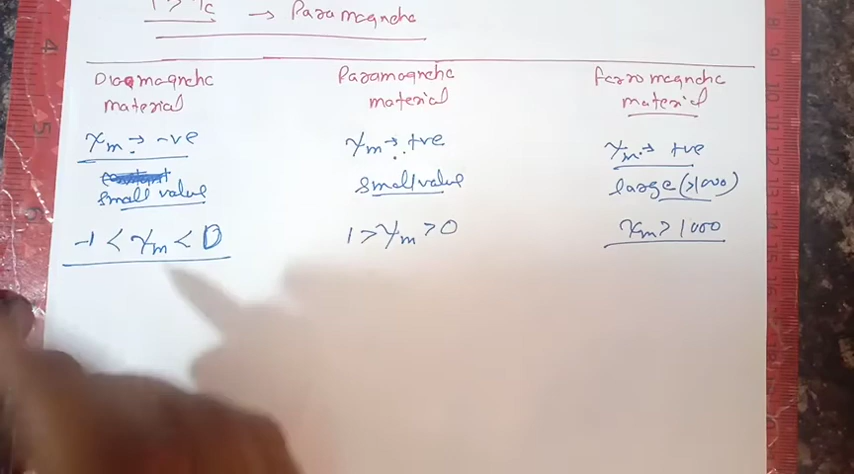 T > Tc → Paramagnetic
Diamagnetic material
χm → -ve
small value
-1 < χm < 0
Paramagnetic material
χm → +ve
small value
1 > χm > 0
Ferromagnetic material
χm → +ve
large (>1000)
χm > 1000